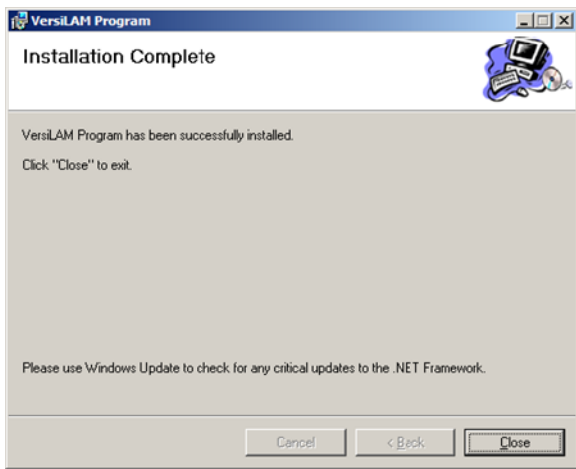 VersiLAM Program
Installation Complete
VersiLAM Program has been successfully installed.
Click "Close" to exit.
Please use Windows Update to check for any critical updates to the .NET Framework.
Cancel
< Back
Close